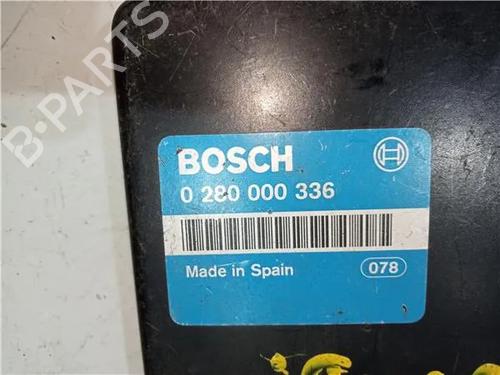 B-PARTS
BOSCH
0 280 000 336
Made in Spain 078